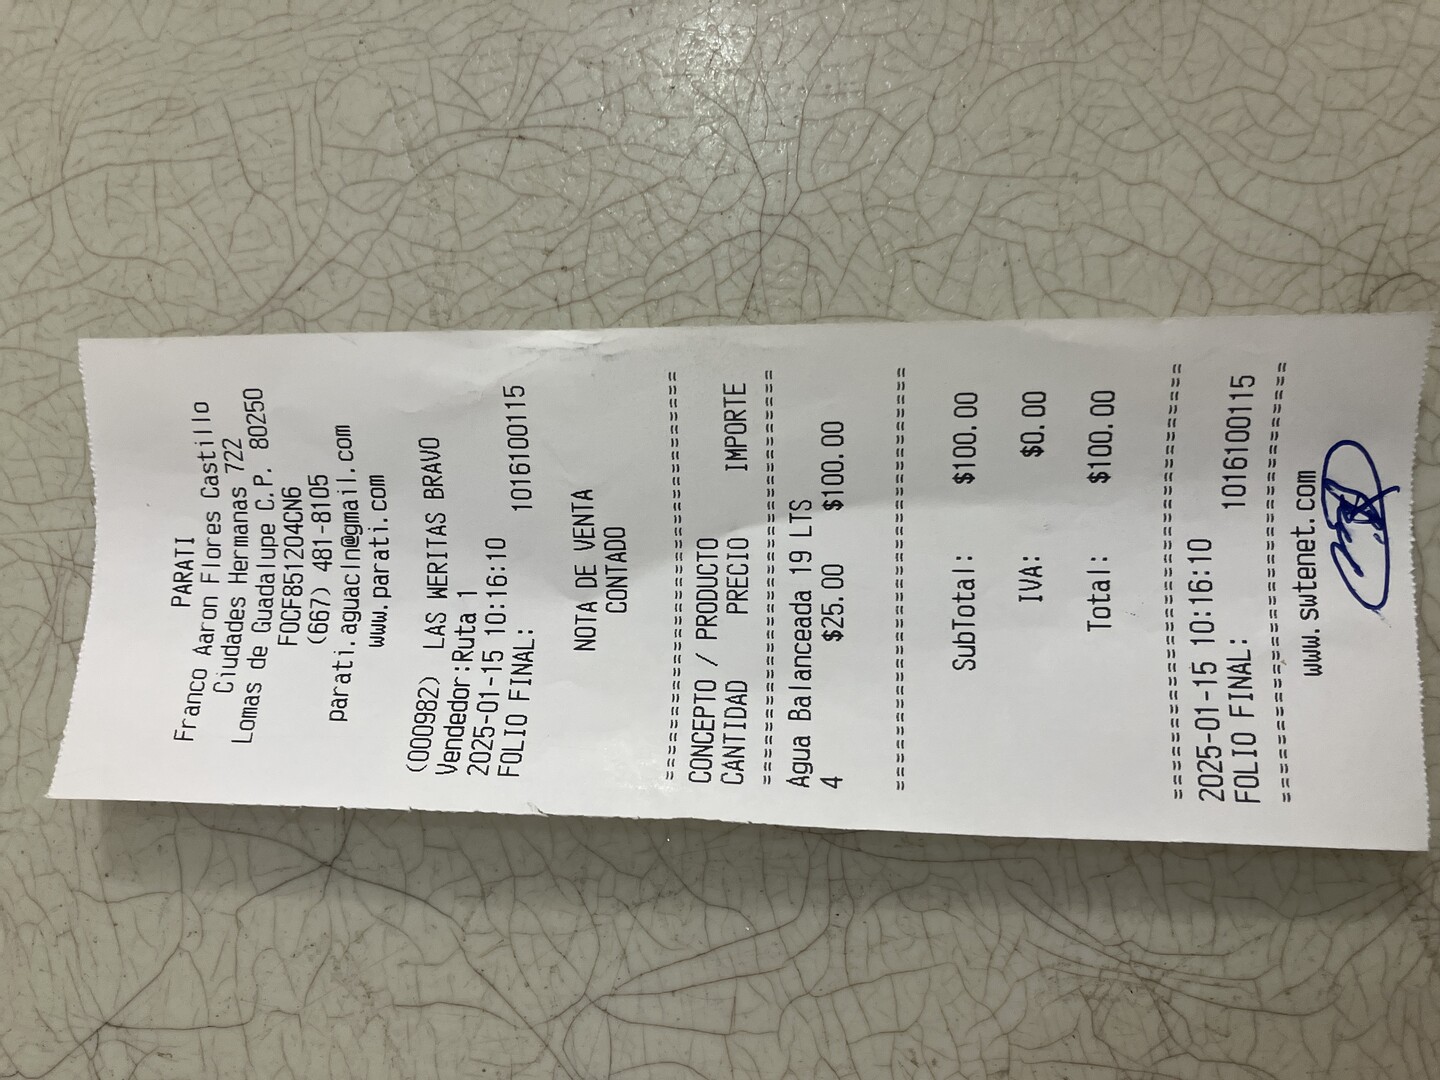 PARATI
Franco Aaron Flores Castillo
Ciudades Hermanas 722
Lomas de Guadalupe C.P. 80250
FOCF851204CN6
(667) 481-8105
parati.aguacln@gmail.com
www.parati.com
(000982) LAS WERITAS BRAVO
Vendedor:Ruta 1
2025-01-15 10:16:10
FOLIO FINAL: 1016100115
NOTA DE VENTA
CONTADO
CONCEPTO / PRODUCTO
CANTIDAD PRECIO IMPORTE
Agua Balanceada 19 LTS
4 $25.00 $100.00
SubTotal: $100.00
IVA: $0.00
Total: $100.00
2025-01-15 10:16:10
FOLIO FINAL: 1016100115
www.swtenet.com